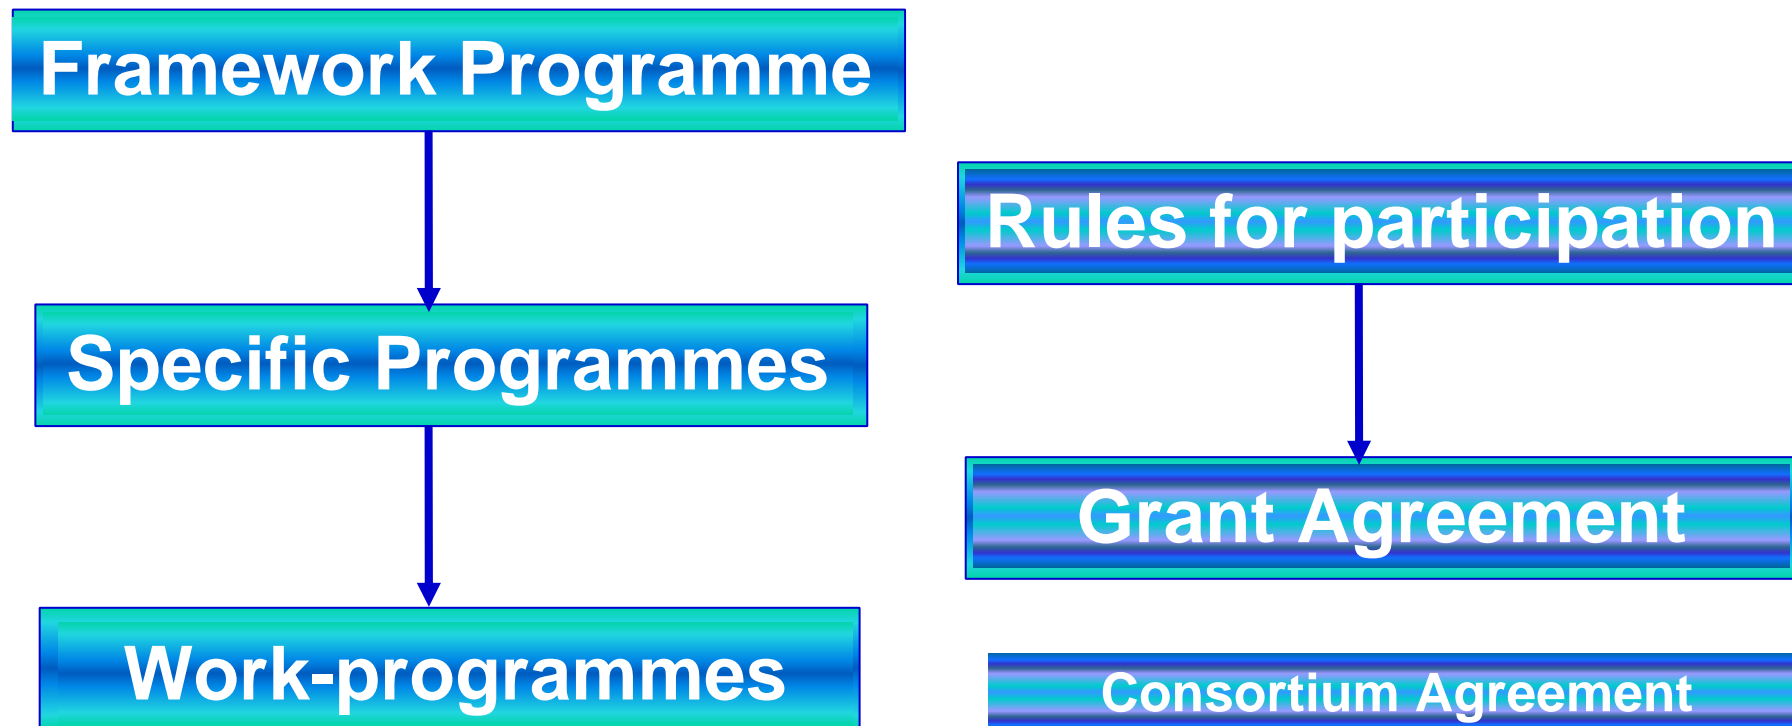 Framework Programme
Specific Programmes
Work-programmes
Rules for participation
Grant Agreement
Consortium Agreement